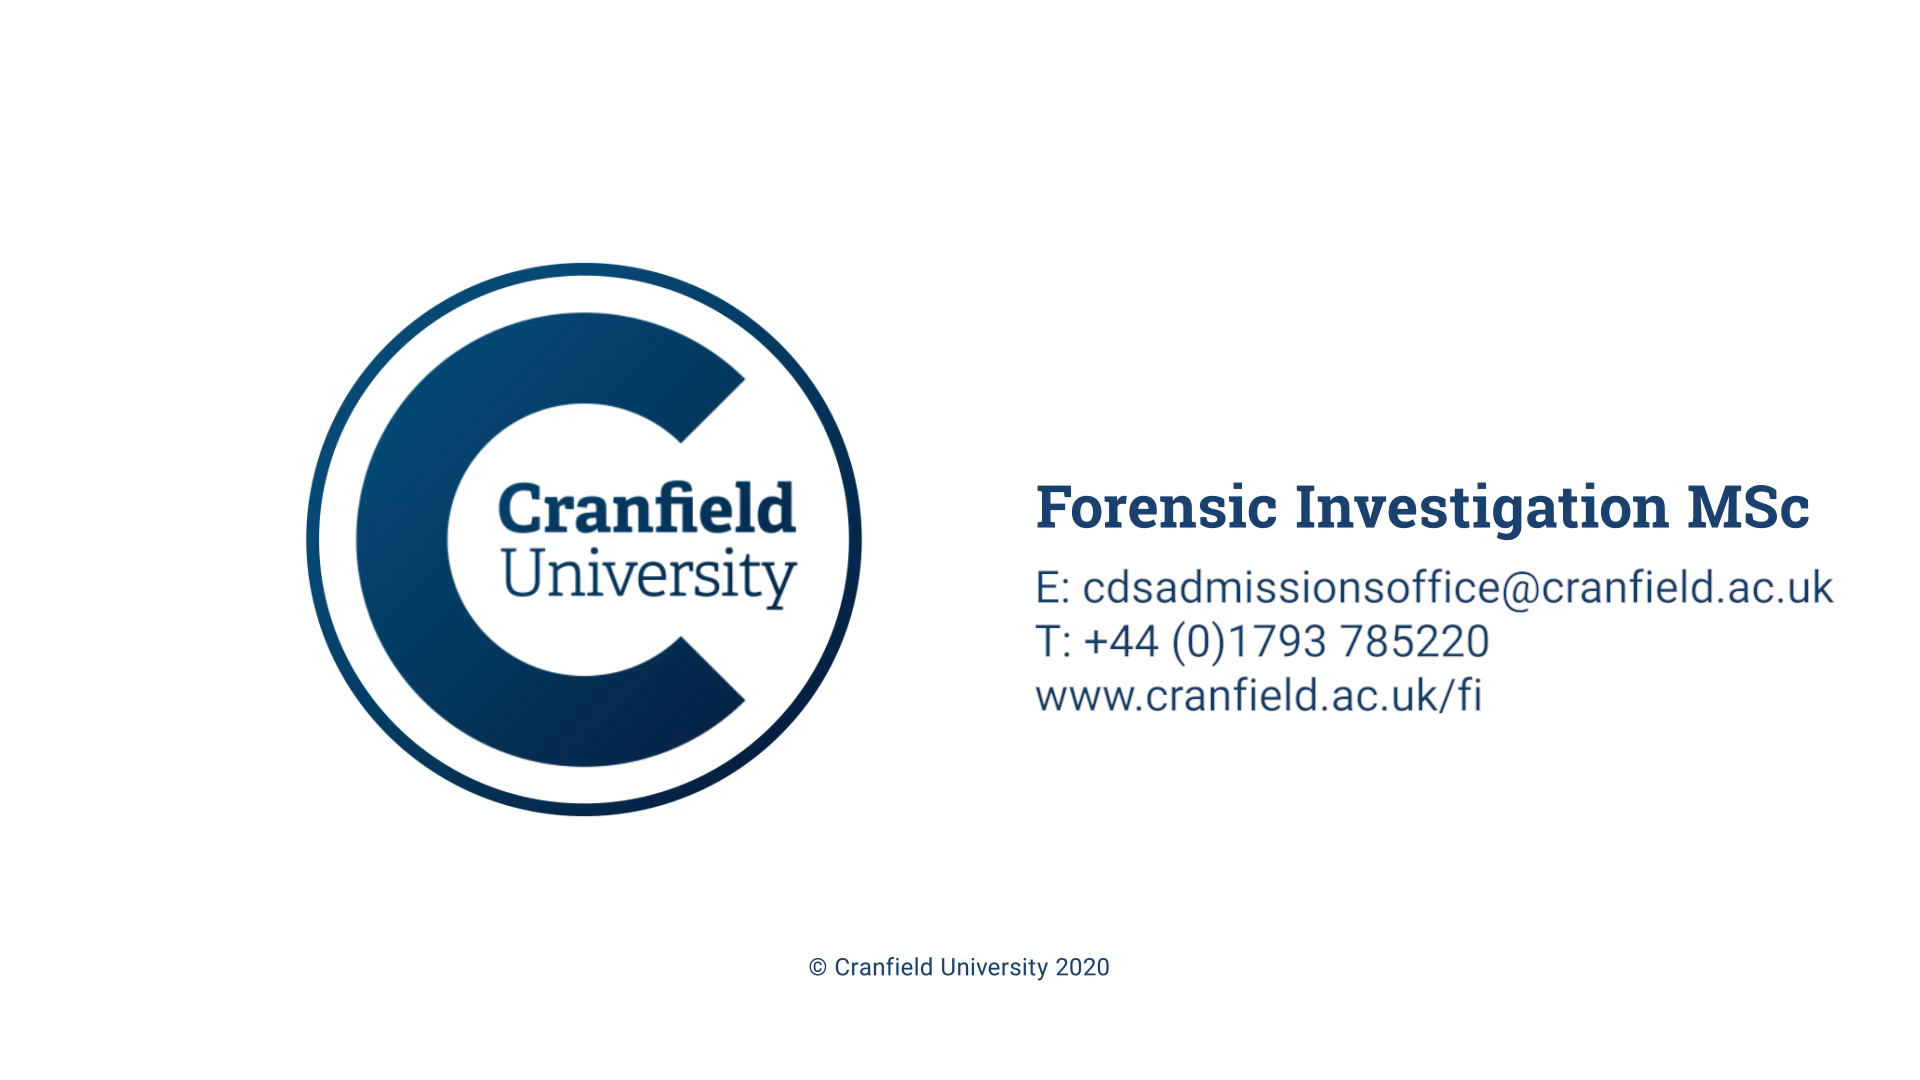 Cranfield
University
Forensic Investigation MSc
E: cdsadmissionsoffice@cranfield.ac.uk
T: +44 (0)1793 785220
www.cranfield.ac.uk/fi
© Cranfield University 2020